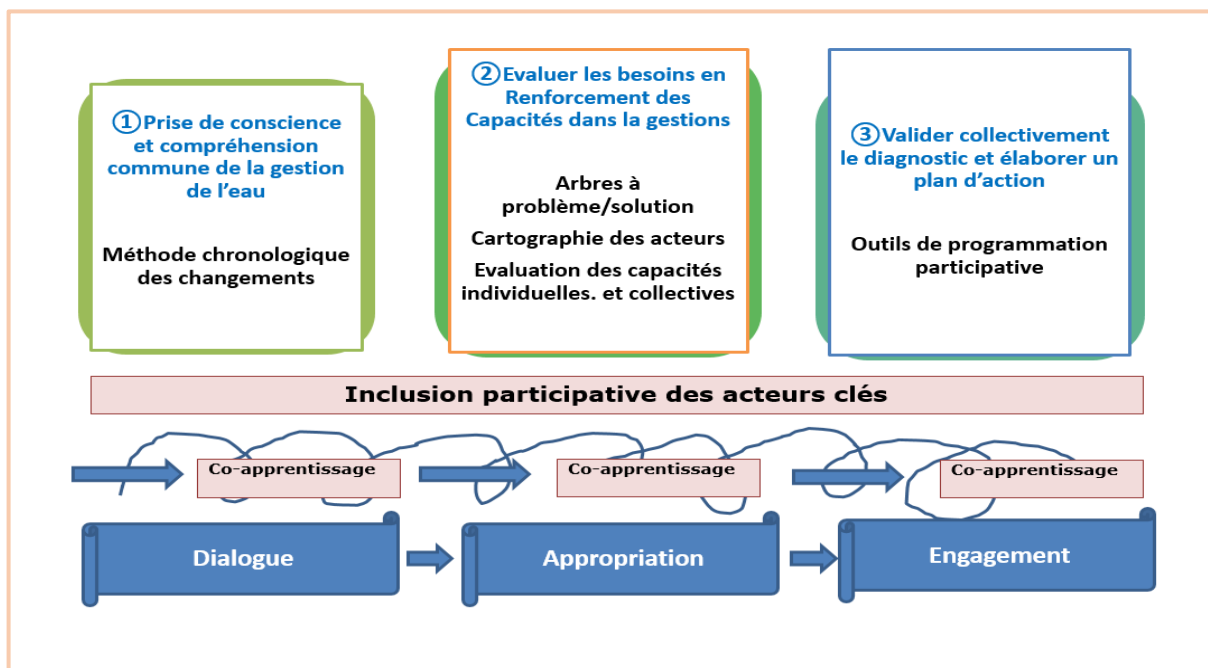 ①Prise de conscience
et compréhension
commune de la gestion
de l’eau
Méthode chronologique
des changements
②Evaluer les besoins en
Renforcement des
Capacités dans la gestions
Arbres à
problème/solution
Cartographie des acteurs
Evaluation des capacités
individuelles. et collectives
③Valider collectivement
le diagnostic et élaborer un
plan d’action
Outils de programmation
participative
Inclusion participative des acteurs clés
Co-apprentissage
Co-apprentissage
Co-apprentissage
Dialogue
Appropriation
Engagement